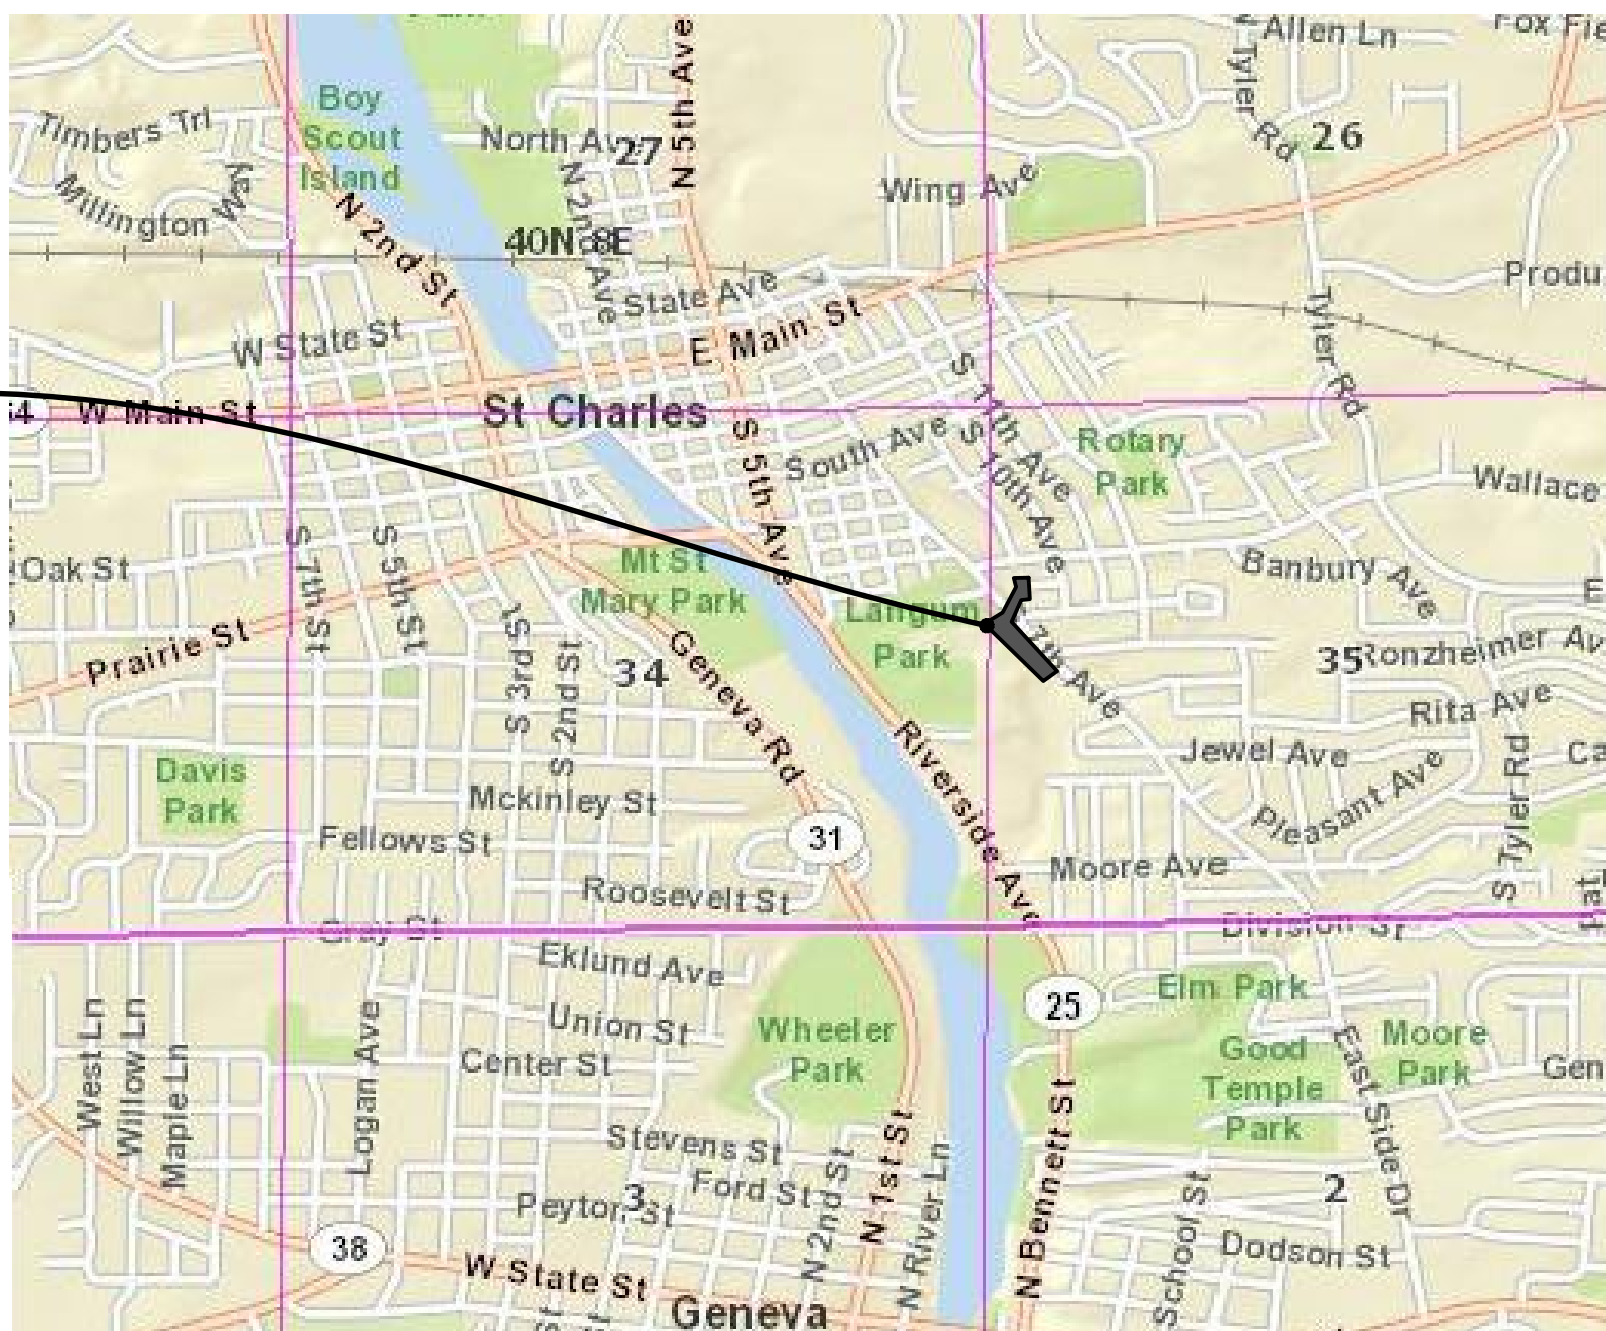 Allen Ln
Fox Fie
Boy
Scout
Island
Timbers Trl
North Av
27
N 5th Ave
Tyler Rd
26
Millington Way
Wing Ave
N 2nd St
N 2nd Ave
40N 8E
State Ave
Produ
E Main St
W State St
Tyler Rd
W Main St
St Charles
S 5th Ave
South Ave
S 11th Ave
S 10th Ave
Rotary
Park
Wallace
Oak St
S 7th St
S 5th St
Mt St
Mary Park
Langum
Park
Banbury Ave
Prairie St
S 3rd St
S 2nd St
34
Geneva Rd
7th Ave
35
Ronzheimer Av
Rita Ave
Riverside Ave
Jewel Ave
Pleasant Ave
S Tyler Rd
Ca
Davis
Park
Mckinley St
Fellows St
31
Moore Ave
Roosevelt St
Gray St
Division St
Eklund Ave
Elm Park
25
West Ln
Willow Ln
Maple Ln
Logan Ave
Union St
Center St
Wheeler
Park
Good
Temple
Park
East Side Dr
Moore
Park
Gen
Stevens St
Ford St
Peyton St
3
N 2nd St
N 1st St
N River Ln
N Bennett St
School St
2
Dodson St
38
W State St
Geneva